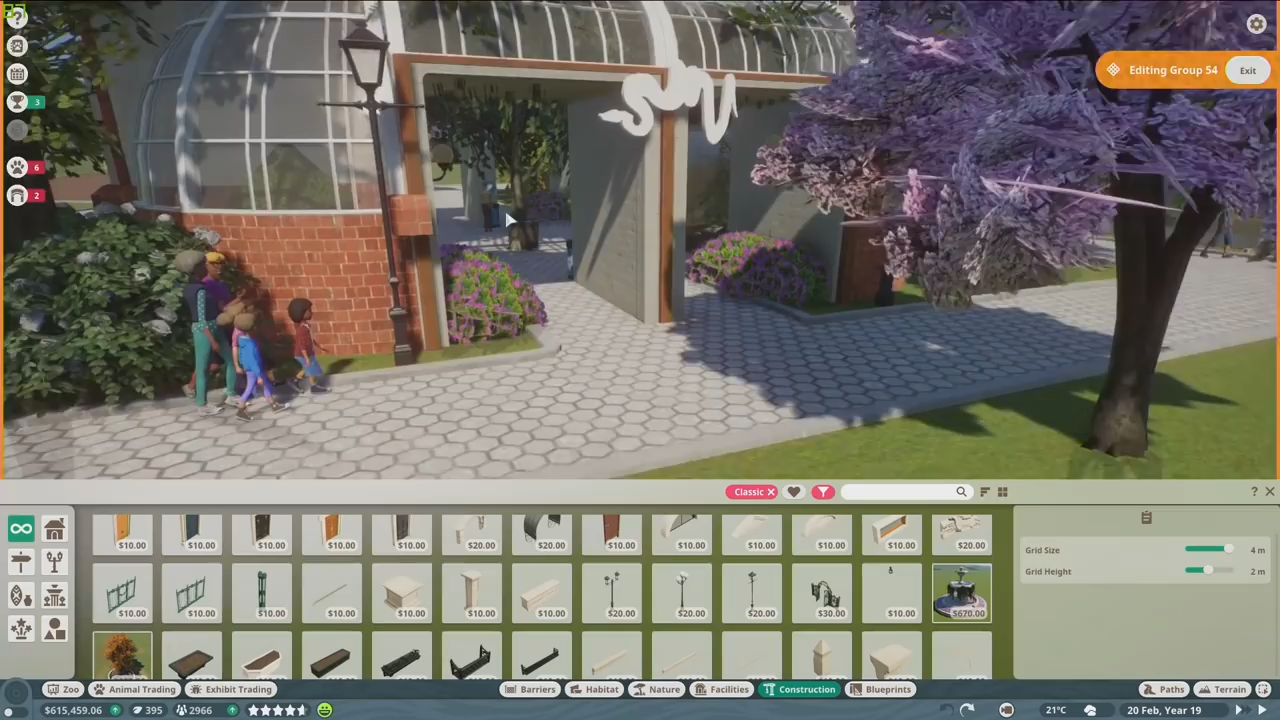 Editing Group 54 Exit
3
6
2
Classic
? 
$10.00 $10.00 $10.00 $10.00 $10.00 $20.00 $20.00 $10.00 $10.00 $10.00 $10.00 $10.00 $20.00
Grid Size 4 m
Grid Height 2 m
$10.00 $10.00 $10.00 $10.00 $10.00 $10.00 $10.00 $20.00 $20.00 $20.00 $30.00 $10.00 $670.00
Zoo Animal Trading Exhibit Trading Barriers Habitat Nature Facilities Construction Blueprints Paths Terrain
$615,459.06 395 2966 21°C 20 Feb, Year 19